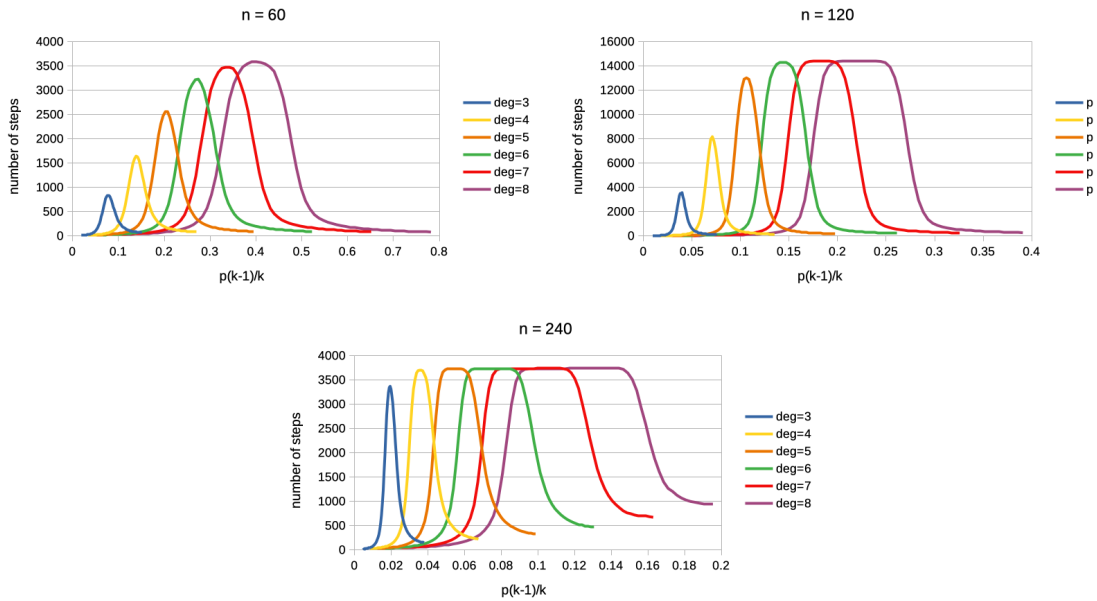 n = 60
4000
3500
3000
2500
2000
1500
1000
500
0
number of steps
0 0.1 0.2 0.3 0.4 0.5 0.6 0.7 0.8
p(k-1)/k
deg=3
deg=4
deg=5
deg=6
deg=7
deg=8
n = 120
16000
14000
12000
10000
8000
6000
4000
2000
0
number of steps
0 0.05 0.1 0.15 0.2 0.25 0.3 0.35 0.4
p(k-1)/k
p
p
p
p
p
p
n = 240
4000
3500
3000
2500
2000
1500
1000
500
0
number of steps
0 0.02 0.04 0.06 0.08 0.1 0.12 0.14 0.16 0.18 0.2
p(k-1)/k
deg=3
deg=4
deg=5
deg=6
deg=7
deg=8